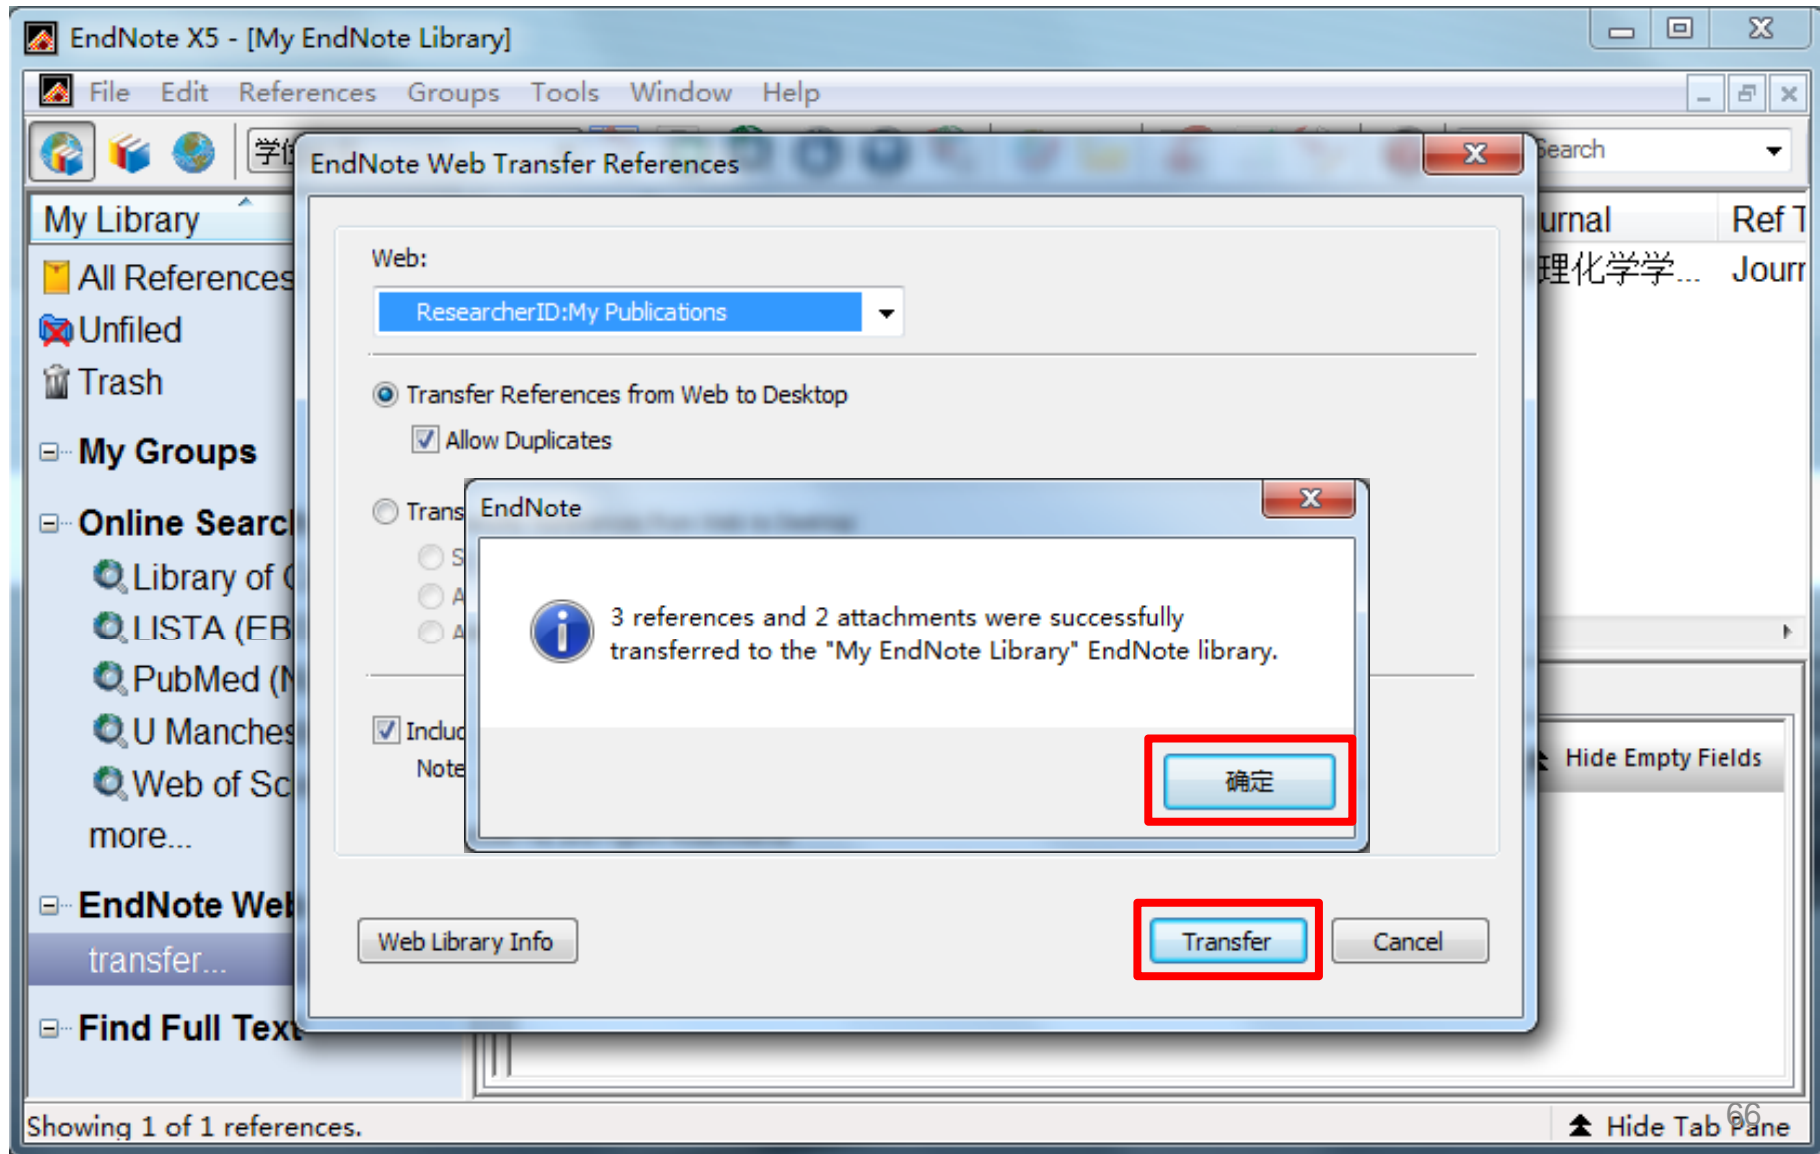 EndNote X5 - [My EndNote Library]
File Edit References Groups Tools Window Help
Search
EndNote Web Transfer References
My Library
All References
Unfiled
Trash
My Groups
Online Searc
Library of
LISTA (EB
PubMed (N
U Manches
Web of Sc
more...
EndNote Web
transfer...
Find Full Text
Web:
ResearcherID:My Publications
Transfer References from Web to Desktop
Allow Duplicates
Trans
S
A
A
Includ
Note
EndNote
3 references and 2 attachments were successfully
transferred to the "My EndNote Library" EndNote library.
确定
Web Library Info
Transfer
Cancel
urnal Ref T
理化学学... Journ
Hide Empty Fields
Showing 1 of 1 references.
Hide Tab Pane
66